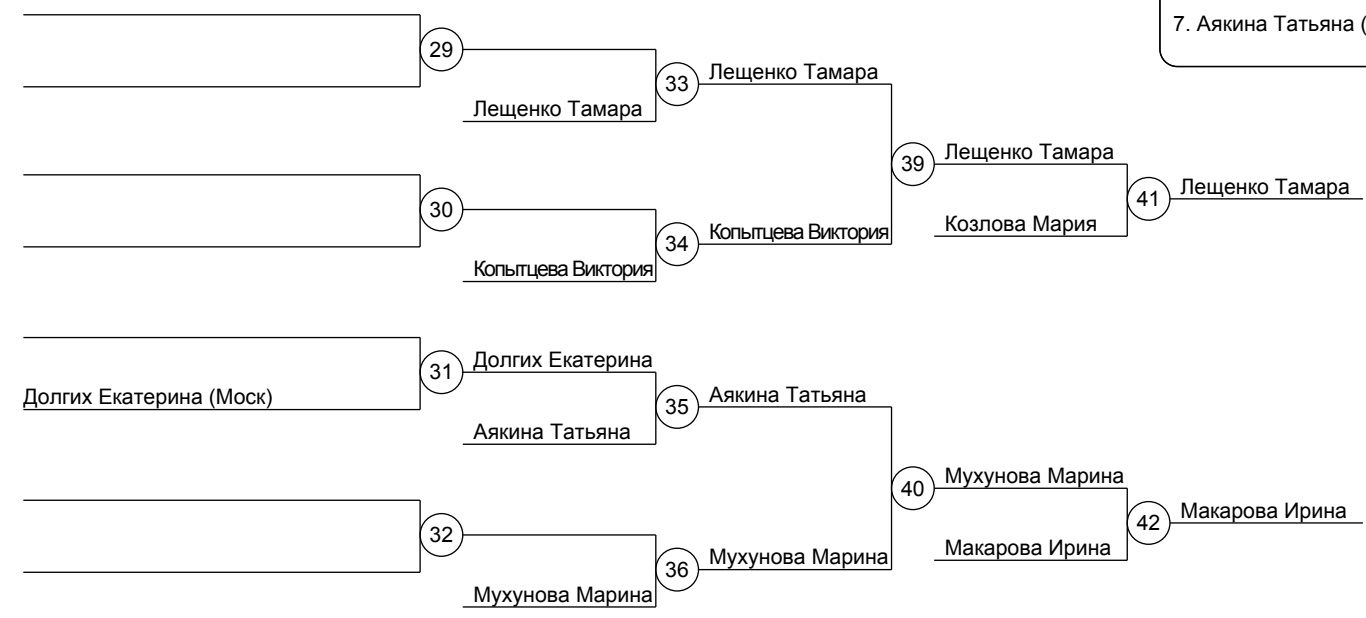 7. Аякина Татьяна (
29
Лещенко Тамара
33
Лещенко Тамара
30
Копытцева Виктория
34
Копытцева Виктория
39
Лещенко Тамара
Козлова Мария
41
Лещенко Тамара
Долгих Екатерина (Моск)
31
Долгих Екатерина
Аякина Татьяна
35
Аякина Татьяна
32
Мухунова Марина
36
Мухунова Марина
40
Мухунова Марина
Макарова Ирина
42
Макарова Ирина